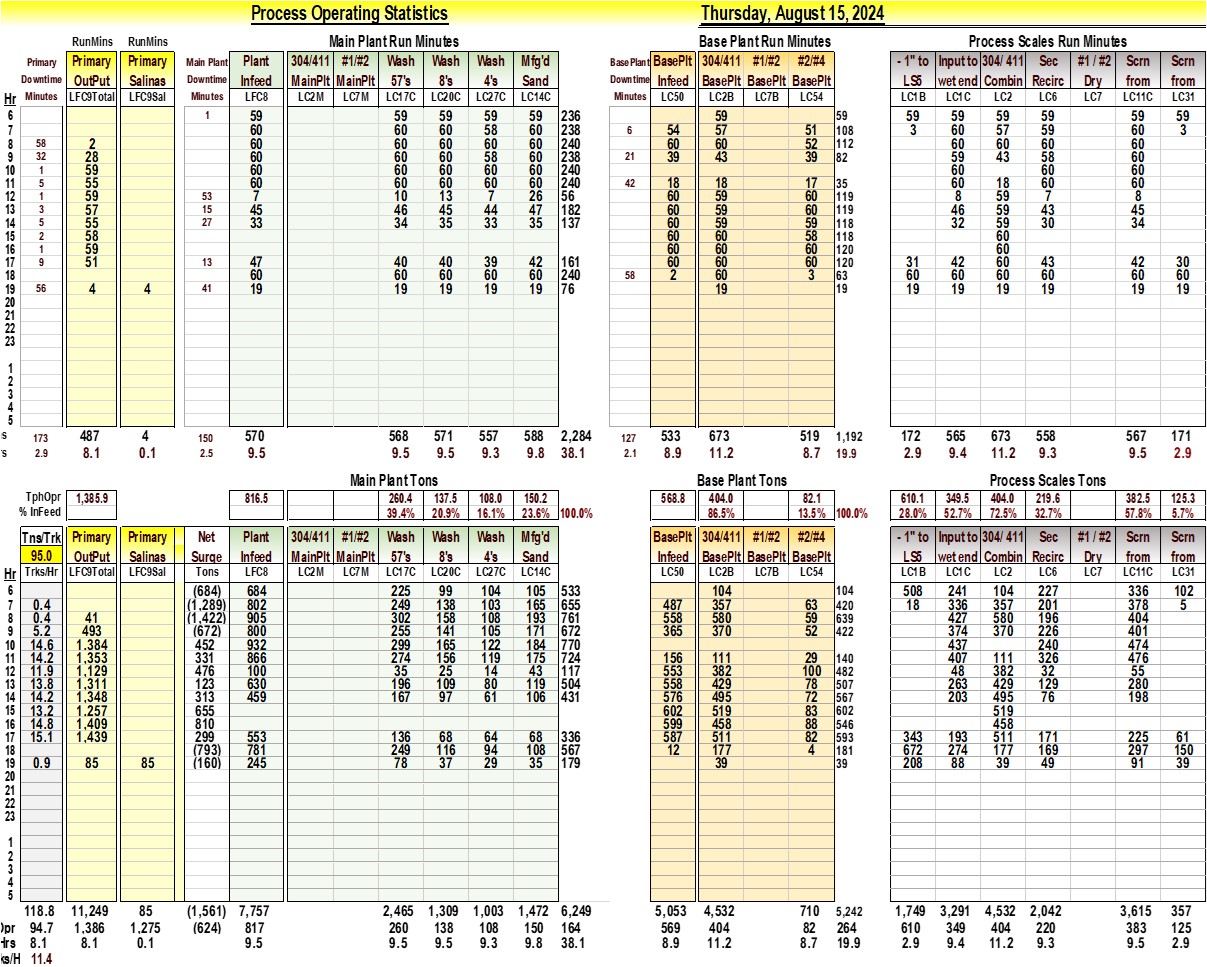 Process Operating Statistics Thursday, August 15, 2024
RunMins RunMins Main Plant Run Minutes Base Plant Run Minutes Process Scales Run Minutes
Primary Primary Primary Main Plant Plant 304/411 #1/#2 Wash Wash Wash Mfg'd BasePlant BasePlt 304/411 #1/#2 #2/#4 - 1" to Input to 304/ 411 Sec #1 / #2 Scrn Scrn
Downtime OutPut Salinas Downtime Infeed MainPlt MainPlt 57's 8's 4's Sand Downtime Infeed BasePlt BasePlt BasePlt LS5 wet end Combin Recirc Dry from from
Hr Minutes LFC9Total LFC9Sal Minutes LFC8 LC2M LC7M LC17C LC20C LC27C LC14C Minutes LC50 LC2B LC7B LC54 LC1B LC1C LC2 LC6 LC7 LC11C LC31
6 1 59 59 59 59 59 236 59 59 59 59 59 59 59 59
7 60 60 60 58 60 238 6 54 57 51 108 3 60 57 59 60 3
8 58 2 60 60 60 60 60 240 60 60 52 112 60 60 60 60
9 32 28 60 60 60 58 60 238 21 39 43 39 82 59 43 58 60
10 1 59 60 60 60 60 60 240 60 60 60
11 5 55 60 60 60 60 60 240 42 18 18 17 35 60 18 60 60
12 1 59 53 7 10 13 7 26 56 60 59 60 119 8 59 7 8
13 3 57 15 45 46 45 44 47 182 60 59 60 119 46 59 43 45
14 5 55 27 33 34 35 33 35 137 60 59 59 118 32 59 30 34
15 2 58 60 60 58 118 60
16 1 59 60 60 60 120 60
17 9 51 13 47 40 40 39 42 161 60 60 60 120 31 42 60 43 42 30
18 60 60 60 60 60 240 58 2 60 3 63 60 60 60 60 60 60
19 56 4 4 41 19 19 19 19 19 76 19 19 19 19 19 19 19 19
20
21
22
23
1
2
3
4
5
s 173 487 4 150 570 568 571 557 588 2,284 127 533 673 519 1,192 172 565 673 558 567 171
s 2.9 8.1 0.1 2.5 9.5 9.5 9.5 9.3 9.8 38.1 2.1 8.9 11.2 8.7 19.9 2.9 9.4 11.2 9.3 9.5 2.9
Main Plant Tons Base Plant Tons Process Scales Tons
TphOpr 1,385.9 816.5 260.4 137.5 108.0 150.2 568.8 404.0 82.1 610.1 349.5 404.0 219.6 382.5 125.3
% InFeed 39.4% 20.9% 16.1% 23.6% 100.0% 86.5% 13.5% 100.0% 28.0% 52.7% 72.5% 32.7% 57.8% 5.7%
Tns/Trk Primary Primary Net Plant 304/411 #1/#2 Wash Wash Wash Mfg'd BasePlt 304/411 #1/#2 #2/#4 - 1" to Input to 304/ 411 Sec #1 / #2 Scrn Scrn
95.0 OutPut Salinas Surge Infeed MainPlt MainPlt 57's 8's 4's Sand Infeed BasePlt BasePlt BasePlt LS5 wet end Combin Recirc Dry from from
Hr Trks/Hr LFC9Total LFC9Sal Tons LFC8 LC2M LC7M LC17C LC20C LC27C LC14C LC50 LC2B LC7B LC54 LC1B LC1C LC2 LC6 LC7 LC11C LC31
6 (684) 684 225 99 104 105 533 104 104 508 241 104 227 336 102
7 0.4 (1,289) 802 249 138 103 165 655 487 357 63 420 18 336 357 201 378 5
8 0.4 41 (1,422) 905 302 158 108 193 761 558 580 59 639 427 580 196 404
9 5.2 493 (672) 800 255 141 105 171 672 365 370 52 422 374 370 226 401
10 14.6 1,384 452 932 299 165 122 184 770 437 240 474
11 14.2 1,353 331 866 274 156 119 175 724 156 111 29 140 407 111 326 476
12 11.9 1,129 476 100 35 25 14 43 117 553 382 100 482 48 382 32 55
13 13.8 1,311 123 630 196 109 80 119 504 558 429 78 507 263 429 129 280
14 14.2 1,348 313 459 167 97 61 106 431 576 495 72 567 203 495 76 198
15 13.2 1,257 655 602 519 83 602 519
16 14.8 1,409 810 599 458 88 546 458
17 15.1 1,439 299 553 136 68 64 68 336 587 511 82 593 343 193 511 171 225 61
18 (793) 781 249 116 94 108 567 12 177 4 181 672 274 177 169 297 150
19 0.9 85 85 (160) 245 78 37 29 35 179 39 39 208 88 39 49 91 39
20
21
22
23
1
2
3
4
5
118.8 11,249 85 (1,561) 7,757 2,465 1,309 1,003 1,472 6,249 5,053 4,532 710 5,242 1,749 3,291 4,532 2,042 3,615 357
Opr 94.7 1,386 1,275 (624) 817 260 138 108 150 164 569 404 82 264 610 349 404 220 383 125
Hrs 8.1 8.1 0.1 9.5 9.5 9.5 9.3 9.8 38.1 8.9 11.2 8.7 19.9 2.9 9.4 11.2 9.3 9.5 2.9
ks/H 11.4